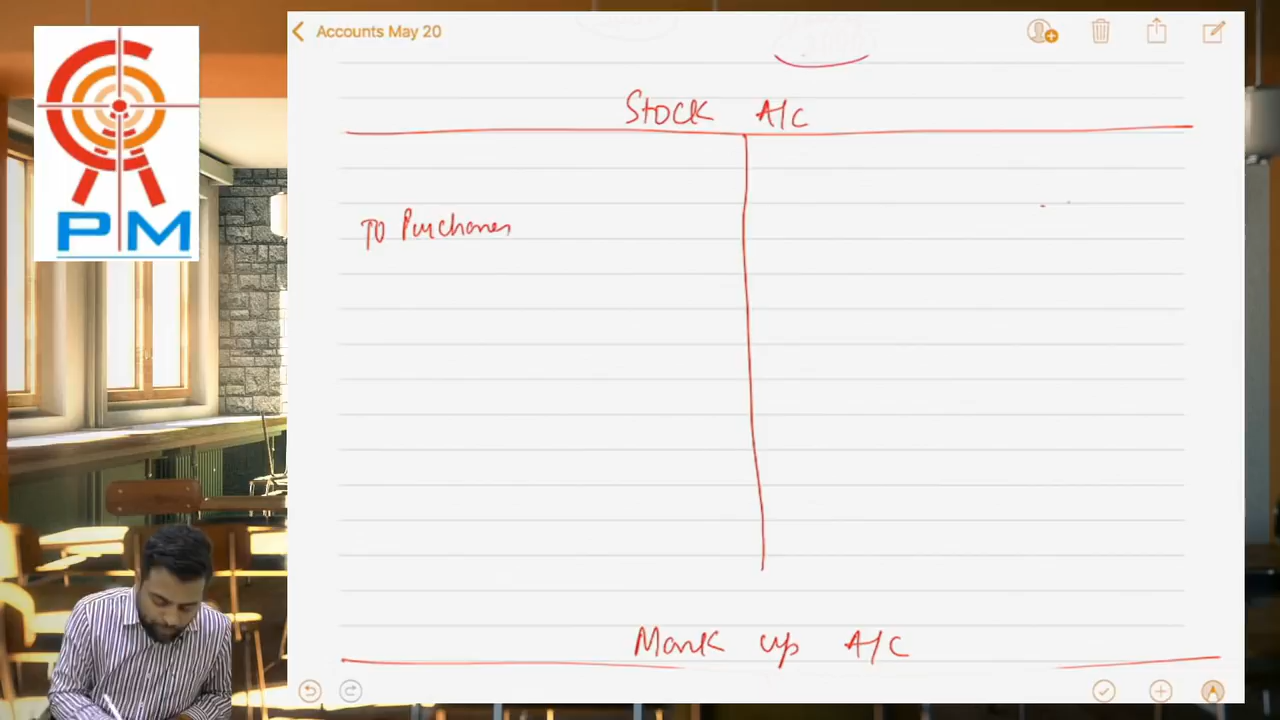 Accounts May 20
PM
Stock A/C
To Purchases
Mark up A/C